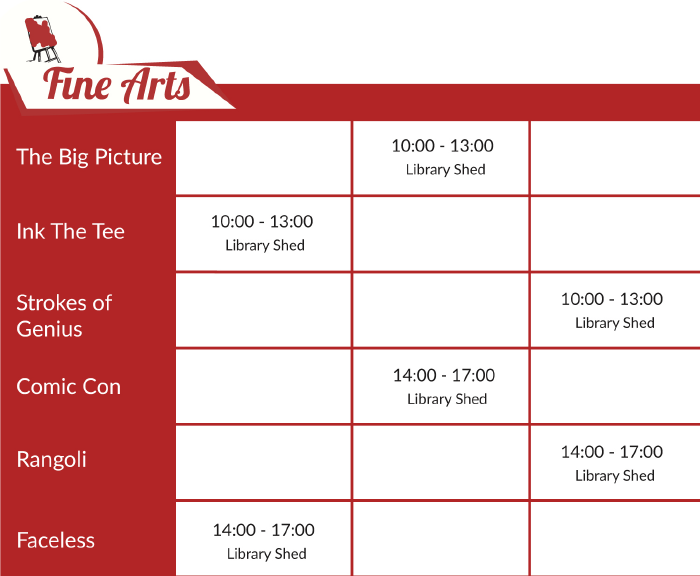 Fine Arts
The Big Picture
10:00 - 13:00
Library Shed
Ink The Tee
10:00 - 13:00
Library Shed
Strokes of
Genius
10:00 - 13:00
Library Shed
Comic Con
14:00 - 17:00
Library Shed
Rangoli
14:00 - 17:00
Library Shed
Faceless
14:00 - 17:00
Library Shed